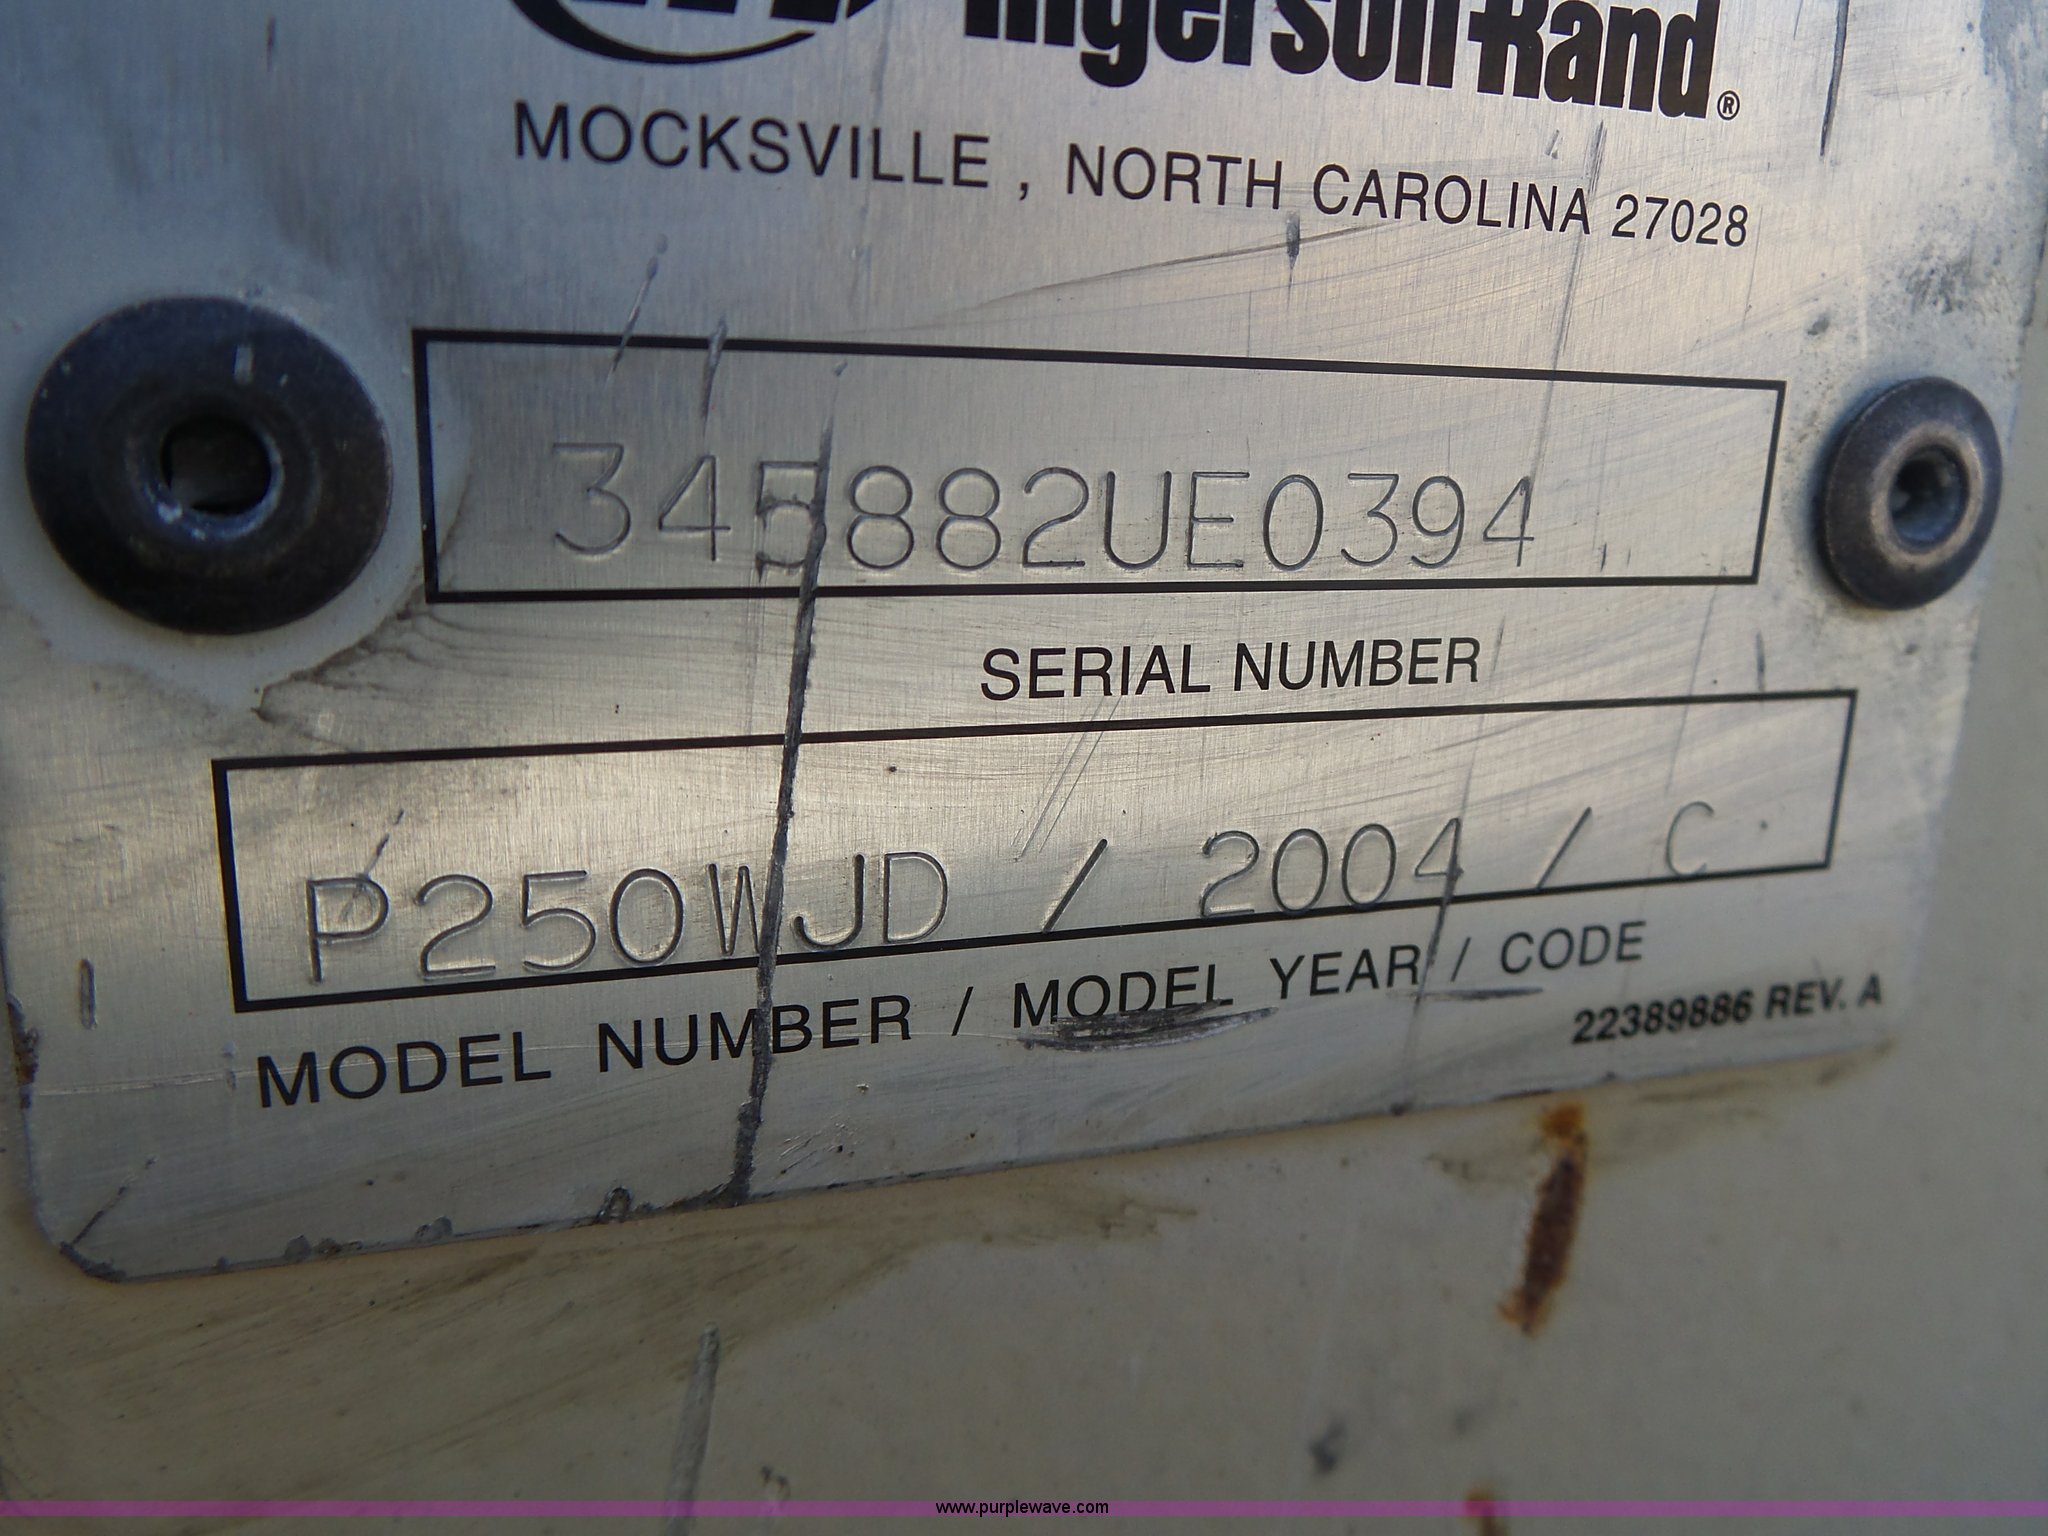 Ingersoll-Rand®
MOCKSVILLE, NORTH CAROLINA 27028
345882UE0394
SERIAL NUMBER
P250WJD / 2004 / C
MODEL NUMBER / MODEL YEAR / CODE
22389886 REV. A
www.purplewave.com